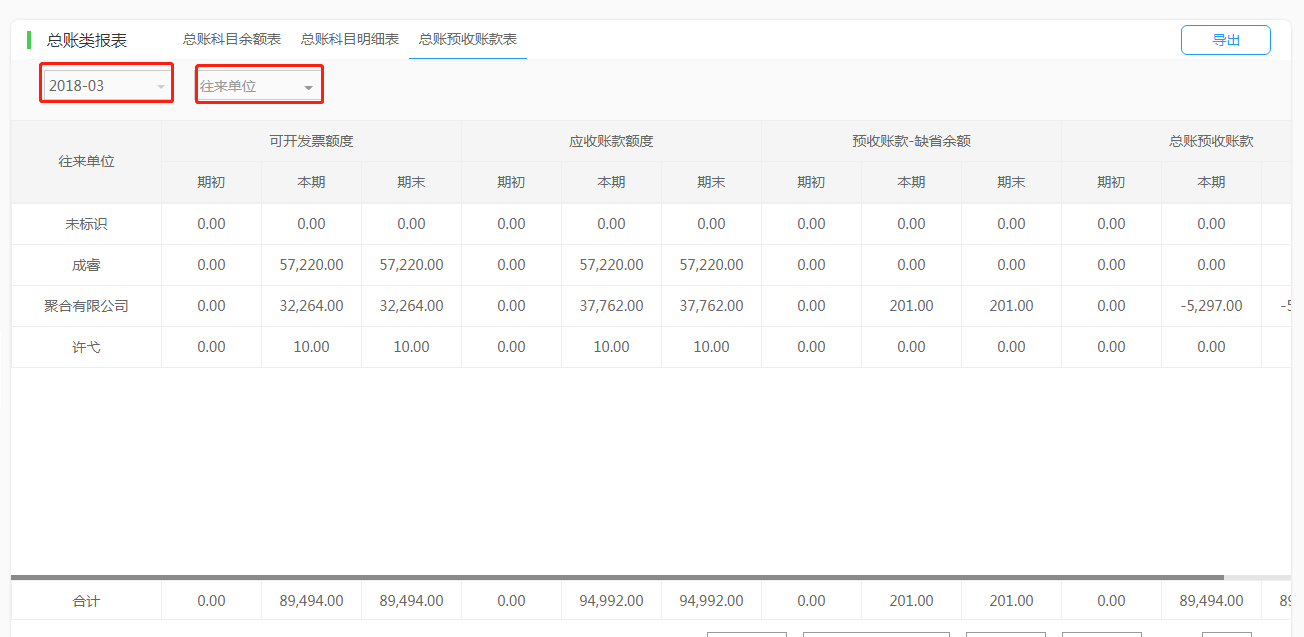 总账类报表 总账科目余额表 总账科目明细表 总账预收账款表 导出
2018-03 往来单位
往来单位 可开发票额度 应收账款额度 预收账款-缺省余额 总账预收账款
期初 本期 期末 期初 本期 期末 期初 本期 期末 期初 本期
未标识 0.00 0.00 0.00 0.00 0.00 0.00 0.00 0.00 0.00 0.00 0.00
成睿 0.00 57,220.00 57,220.00 0.00 57,220.00 57,220.00 0.00 0.00 0.00 0.00 0.00
聚合有限公司 0.00 32,264.00 32,264.00 0.00 37,762.00 37,762.00 0.00 201.00 201.00 0.00 -5,297.00
许弋 0.00 10.00 10.00 0.00 10.00 10.00 0.00 0.00 0.00 0.00 0.00
合计 0.00 89,494.00 89,494.00 0.00 94,992.00 94,992.00 0.00 201.00 201.00 0.00 89,494.00